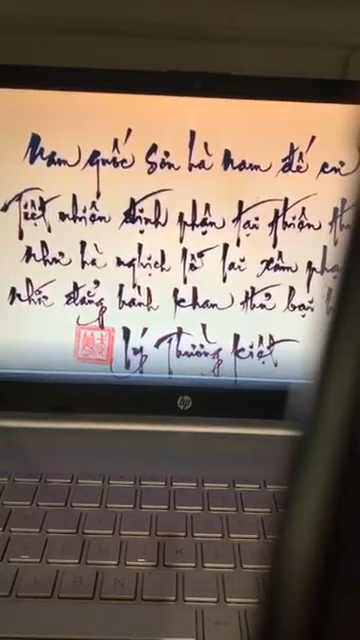 Nam quốc Sơn hà nam đế cư
Tiệt nhiên định phận tại thiên
như hà nghịch lỗ lai xâm
nhữ đẳng hành khan thủ bại
Lý Thường Kiệt
hp